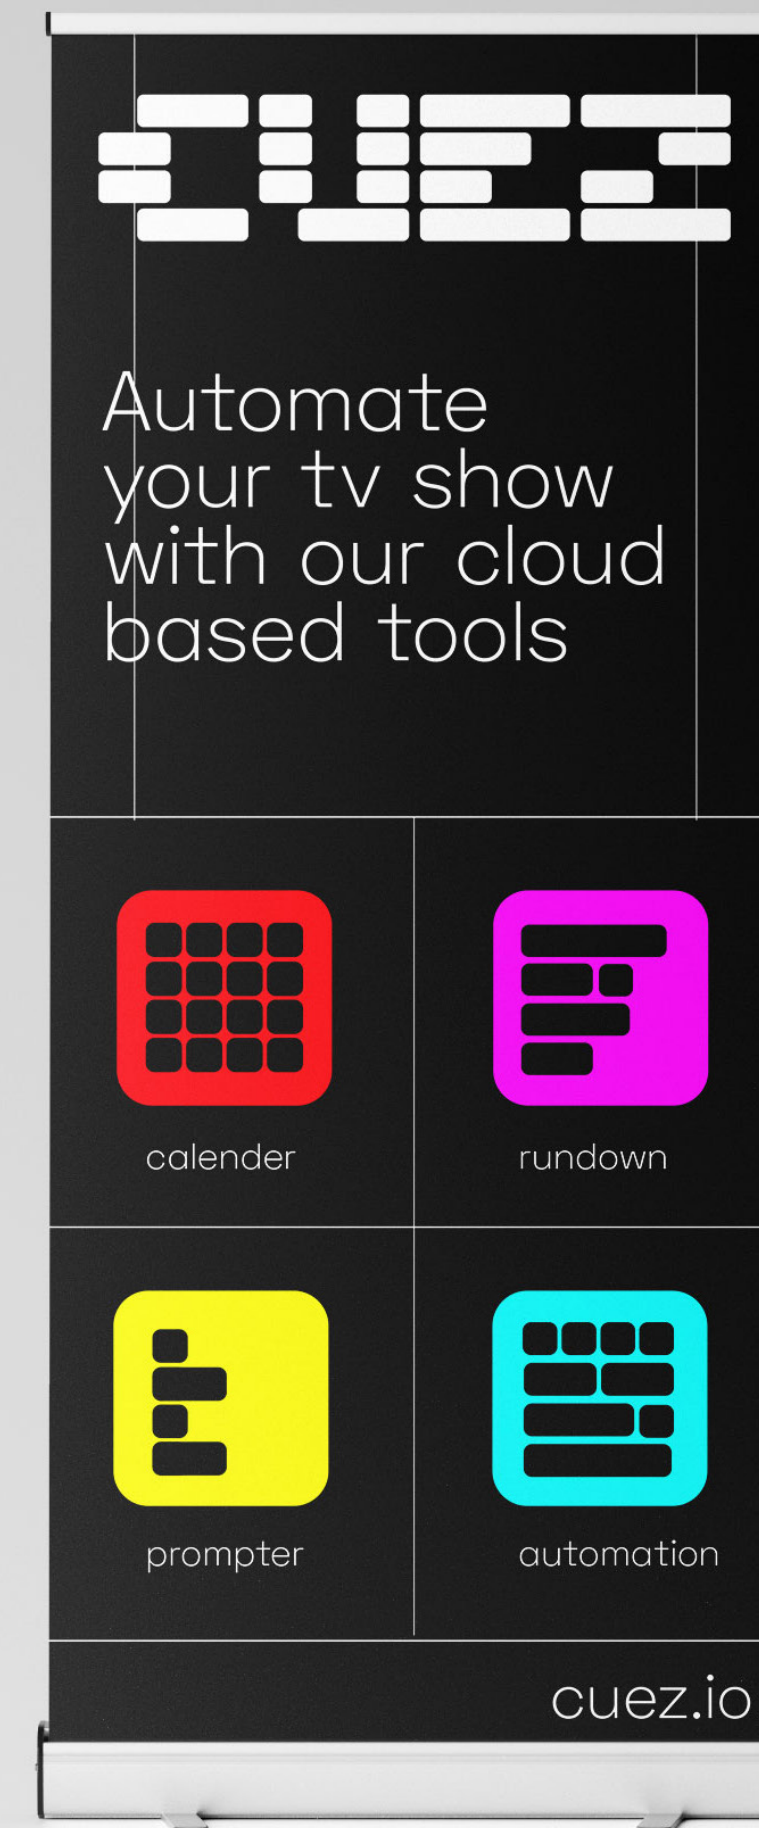 CUEZ
Automate
your tv show
with our cloud
based tools
calender
rundown
prompter
automation
cuez.io